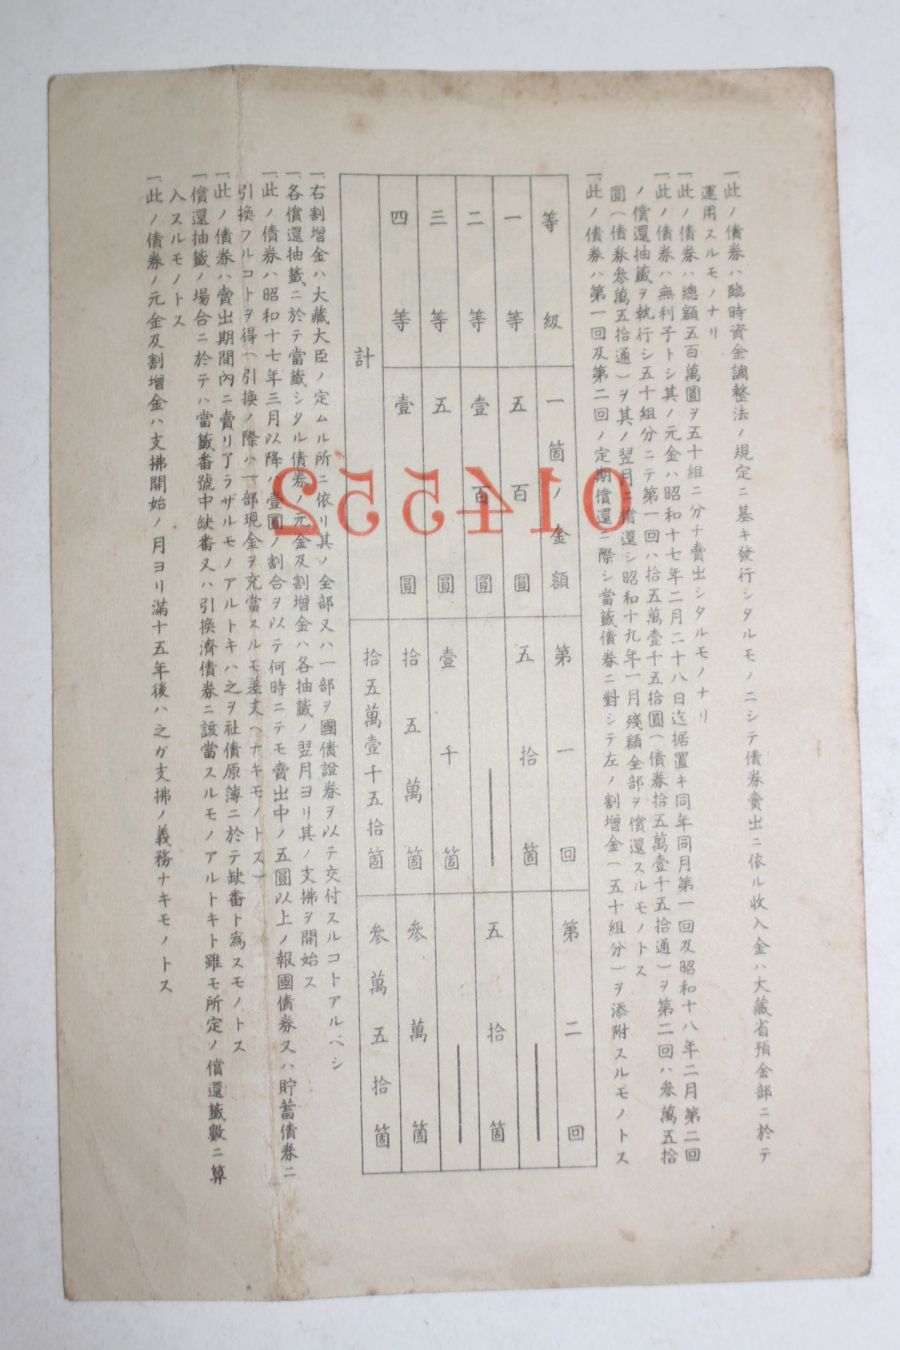 一此ノ債券ハ臨時資金調整法ノ規定ニ基キ發行シタルモノニシテ債券賣出ニ依ル收入金ハ大藏省預金部ニ於テ
運用スルモノナリ
一此ノ債券ハ總額五百萬圓ヲ五十組ニ分チ賣出シタルモノナリ
一此ノ債券ハ無利子トシ其ノ元金ハ昭和十七年二月二十八日迄据置キ同年同月第一回及昭和十八年二月第二回
ノ償還抽籤ヲ執行シ五十組分ニテ第一回ハ拾五萬壹千五拾圓(債券拾五萬壹千五拾通)ヲ第二回ハ參萬五拾
圓(債券參萬五拾通)ヲ其ノ翌月ニ償還シ昭和十九年一月殘額全部ヲ償還スルモノトス
一此ノ債券ハ第一回及第二回ノ定期償還ニ際シ當籤債券ニ對シテ左ノ割增金(五十組分)ヲ添附スルモノトス
等級 一箇ノ金額 第一回 第二回
一等 五百圓 五拾箇 ―
二等 壹百圓 ― 五拾箇
三等 五圓 壹千箇 ―
四等 壹圓 拾五萬箇 參萬箇
計 拾五萬壹千五拾箇 參萬五拾箇
0014552
一右割增金ハ大藏大臣ノ定ムル所ニ依リ其ノ全部又ハ一部ヲ國債證券ヲ以テ交付スルコトアルベシ
一各償還抽籤ニ於テ當籤シタル債券ノ元金及割增金ハ各抽籤ノ翌月ヨリ其ノ支拂ヲ開始ス
一此ノ債券ハ昭和十七年三月以降ハ壹圓ノ割合ヲ以テ何時ニテモ賣出中ノ五圓以上ノ報國債券又ハ貯蓄債券ニ
引換フルコトヲ得(引換ノ際ハ一部現金ヲ充當スルモ差支ヘナキモノトス)
一此ノ債券ハ賣出期間內ニ賣リ了ラザルモノアルトキハ之ヲ社債原簿ニ於テ缺番ト爲スモノトス
一償還抽籤ノ場合ニ於テハ當籤番號中缺番又ハ引換濟債券ニ該當スルモノアルトキト雖モ所定ノ償還籤數ニ算
入スルモノトス
一此ノ債券ノ元金及割增金ハ支拂開始ノ月ヨリ滿十五年後ハ之ガ支拂ノ義務ナキモノトス